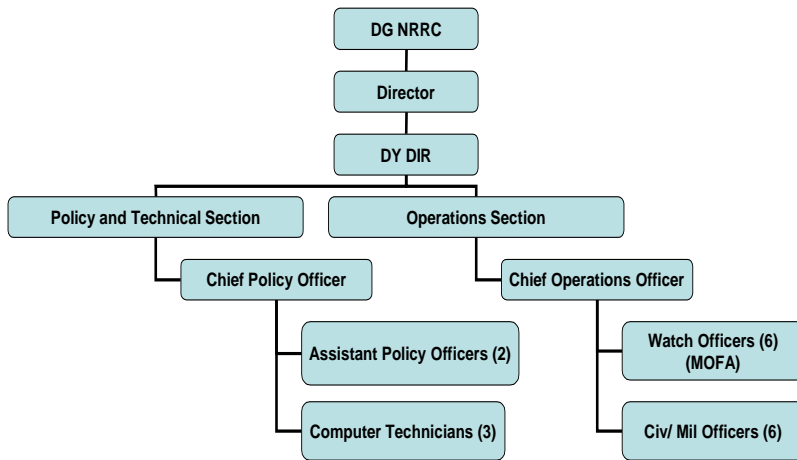 DG NRRC
Director
DY DIR
Policy and Technical Section
Operations Section
Chief Policy Officer
Chief Operations Officer
Assistant Policy Officers (2)
Watch Officers (6)
(MOFA)
Computer Technicians (3)
Civ/ Mil Officers (6)